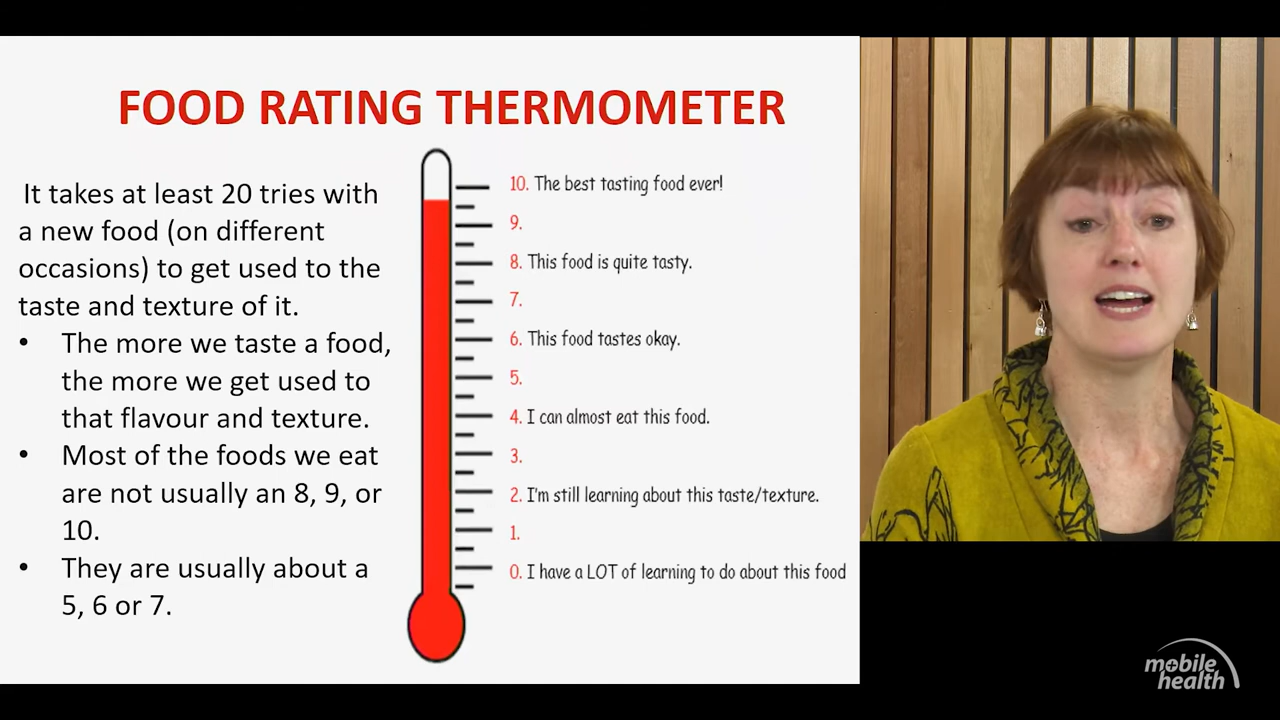 FOOD RATING THERMOMETER
It takes at least 20 tries with
a new food (on different
occasions) to get used to the
taste and texture of it.
• The more we taste a food,
the more we get used to
that flavour and texture.
• Most of the foods we eat
are not usually an 8, 9, or
10.
• They are usually about a
5, 6 or 7.
10. The best tasting food ever!
9.
8. This food is quite tasty.
7.
6. This food tastes okay.
5.
4. I can almost eat this food.
3.
2. I'm still learning about this taste/texture.
1.
0. I have a LOT of learning to do about this food
mobile
health